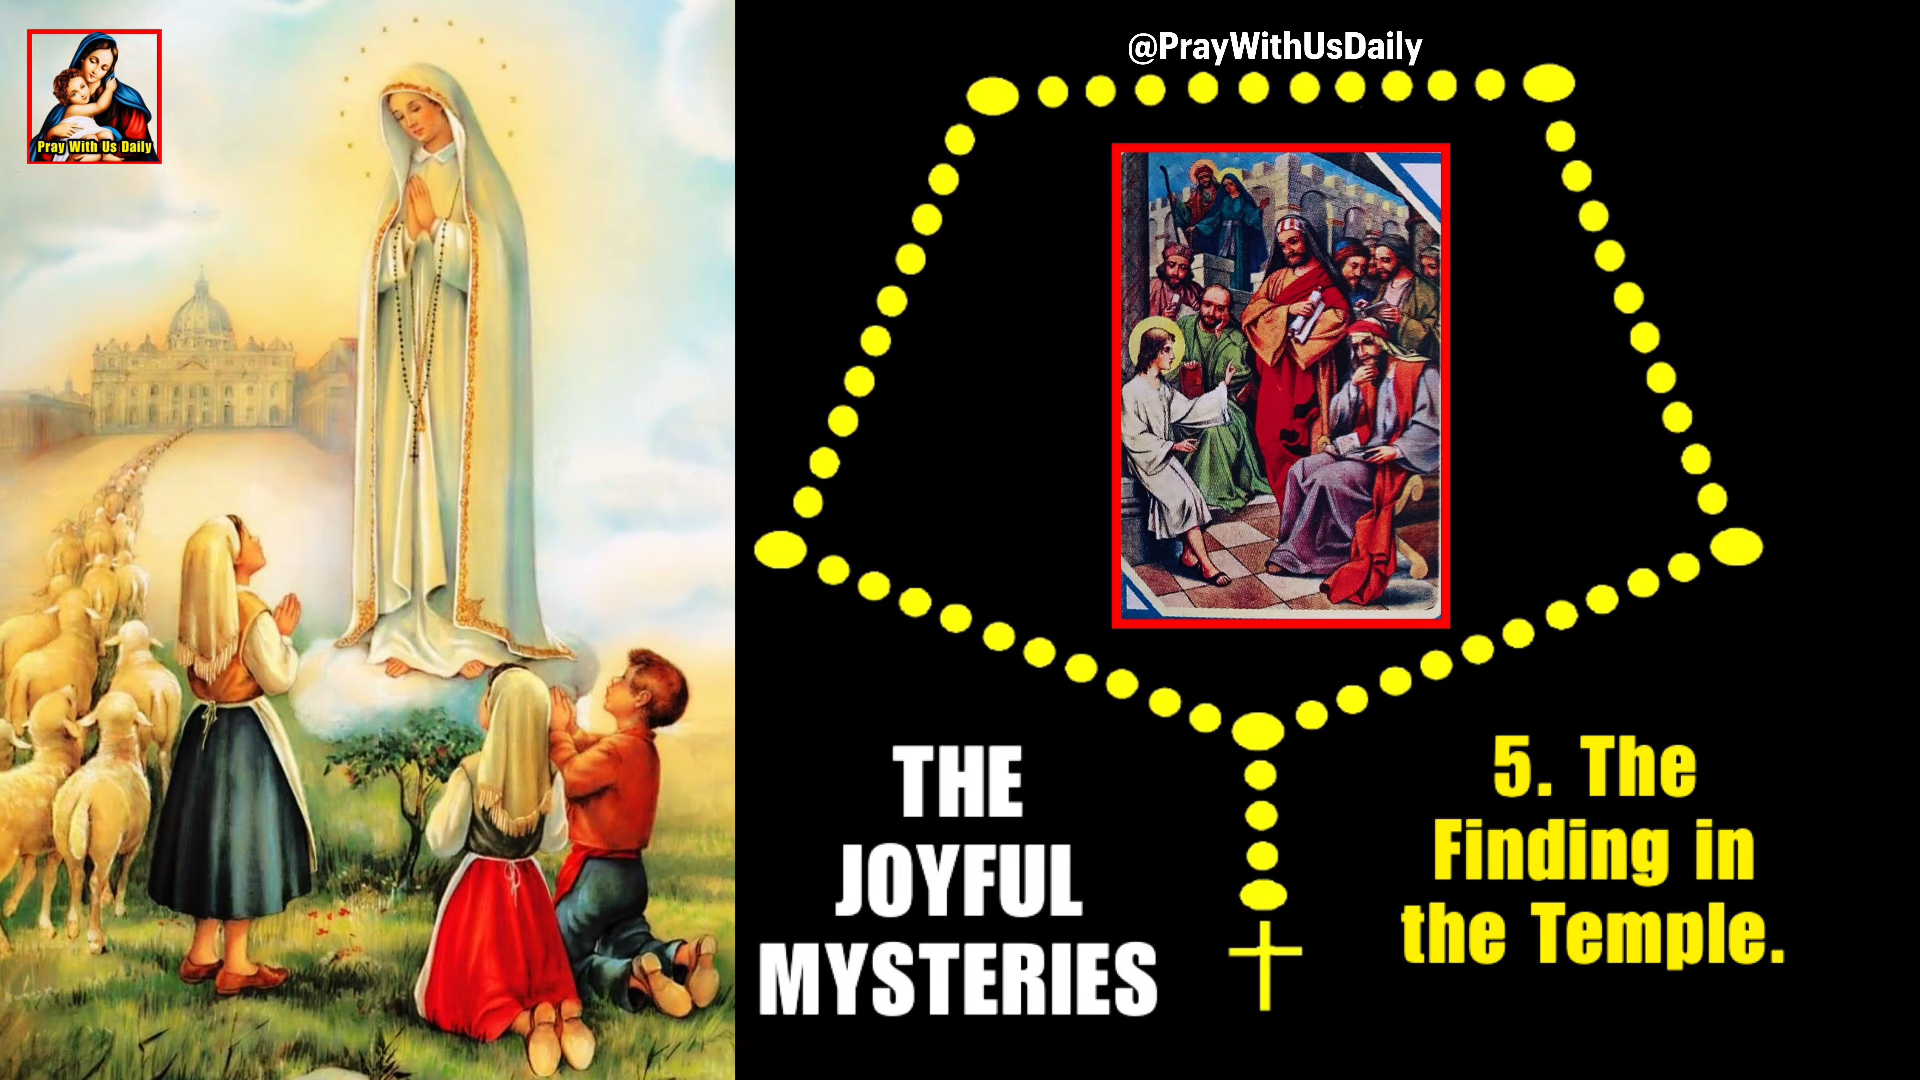 Pray With Us Daily
@PrayWithUsDaily
THE
JOYFUL
MYSTERIES
5. The
Finding in
the Temple.